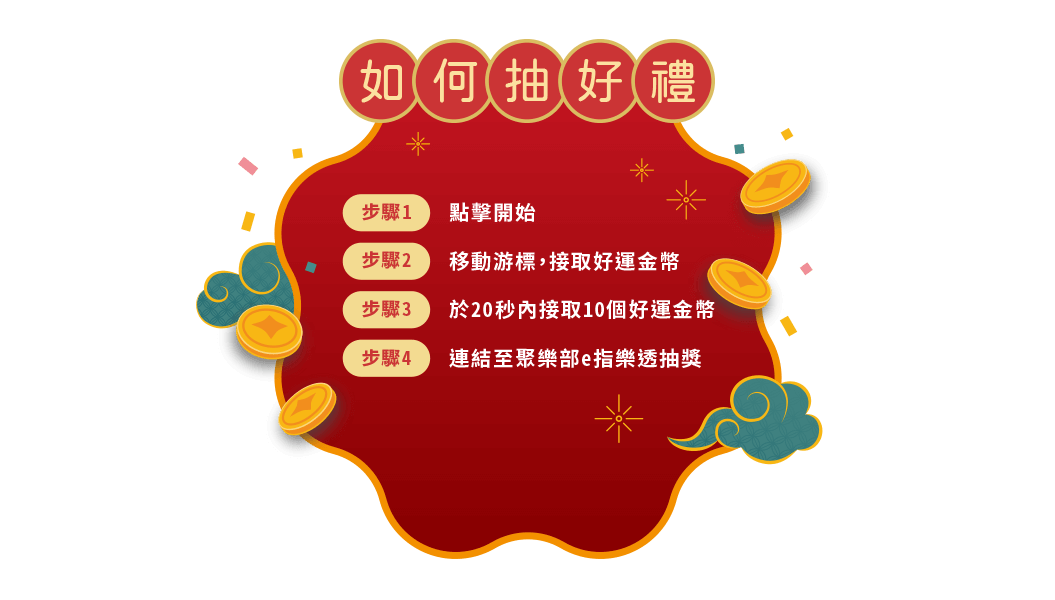 如何抽好禮
步驟1 點擊開始
步驟2 移動游標，接取好運金幣
步驟3 於20秒內接取10個好運金幣
步驟4 連結至聚樂部e指樂透抽獎